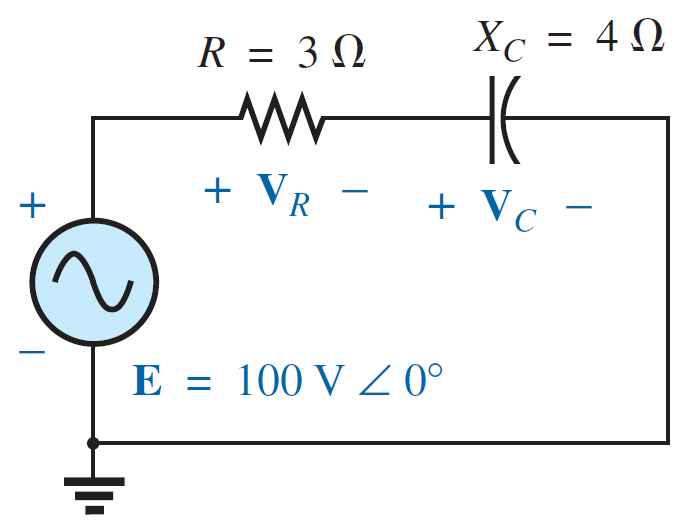 R = 3 Ω
X_C = 4 Ω
+ V_R −
+ V_C −
+
−
E = 100 V ∠ 0°